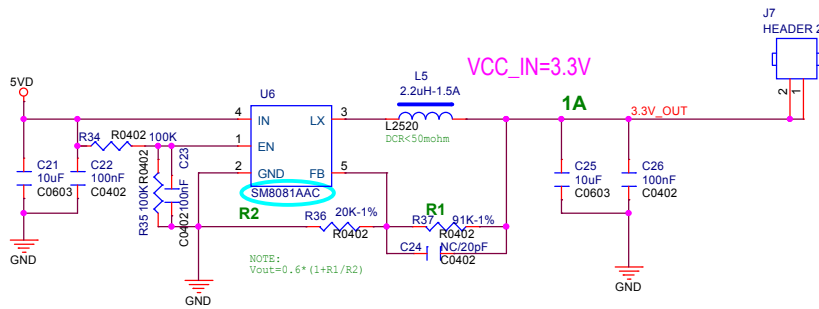 J7
HEADER 2
VCC_IN=3.3V
L5
2.2uH-1.5A
U6
5VD
1A
3.3V_OUT
2
1
4
IN
LX
3
L2520
DCR<50mohm
R34
R0402
100K
1
EN
2
GND
FB
5
SM8081AAC
C21
10uF
C0603
C22
100nF
C0402
R35
100K
R0402
C23
100nF
C0402
C25
10uF
C0603
C26
100nF
C0402
R2
R36
20K-1%
R0402
R1
R37
91K-1%
R0402
C24
NC/20pF
C0402
NOTE:
Vout=0.6*(1+R1/R2)
GND
GND
GND